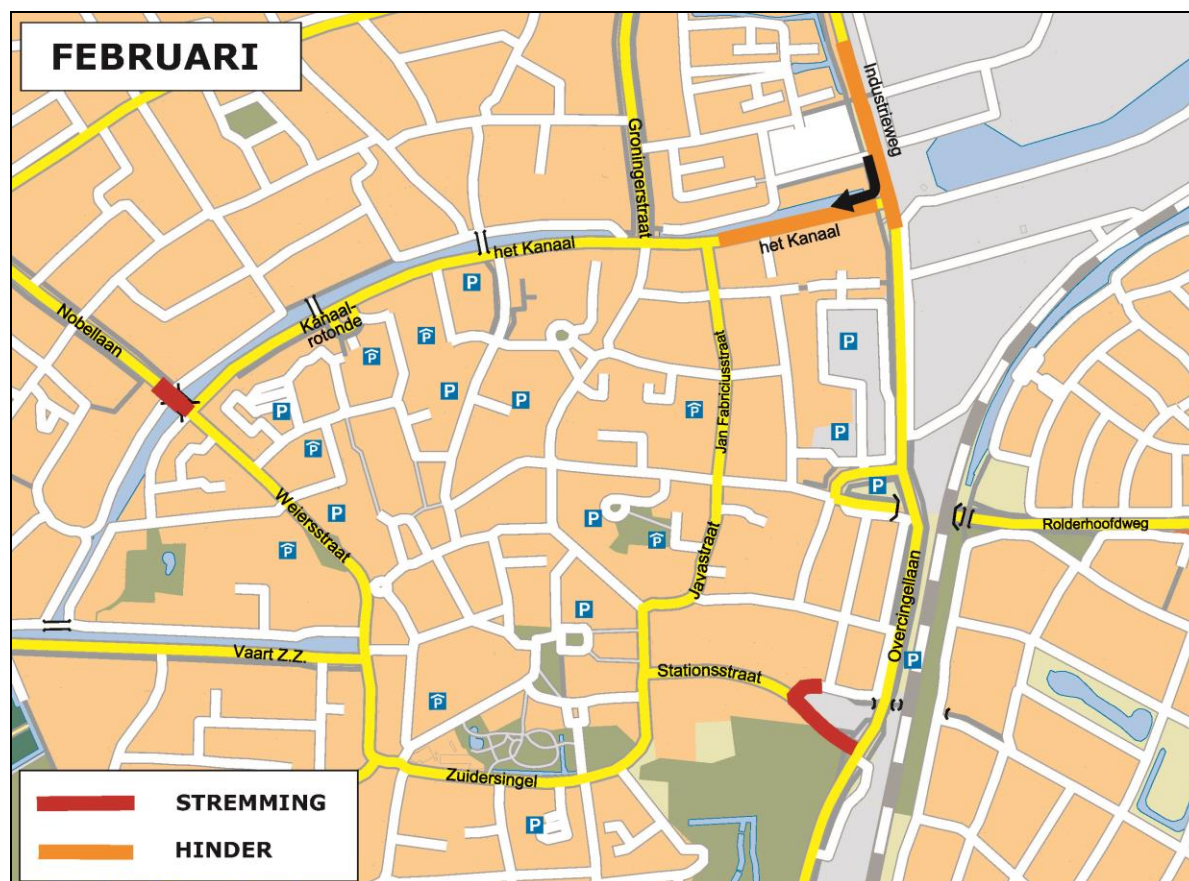 FEBRUARI
Industrieweg
Groningerstraat
het Kanaal
het Kanaal
Kanaal-
rotonde
Nobellaan
P
P
P
P
P
P
Jan Fabriciusstraat
P
P
P
P
P
Weiersstraat
P
P
P
P
P
Rolderhoofdweg
Javastraat
Overcingellaan
P
Vaart Z.Z.
P
Stationsstraat
P
Zuidersingel
P
STREMMING
HINDER